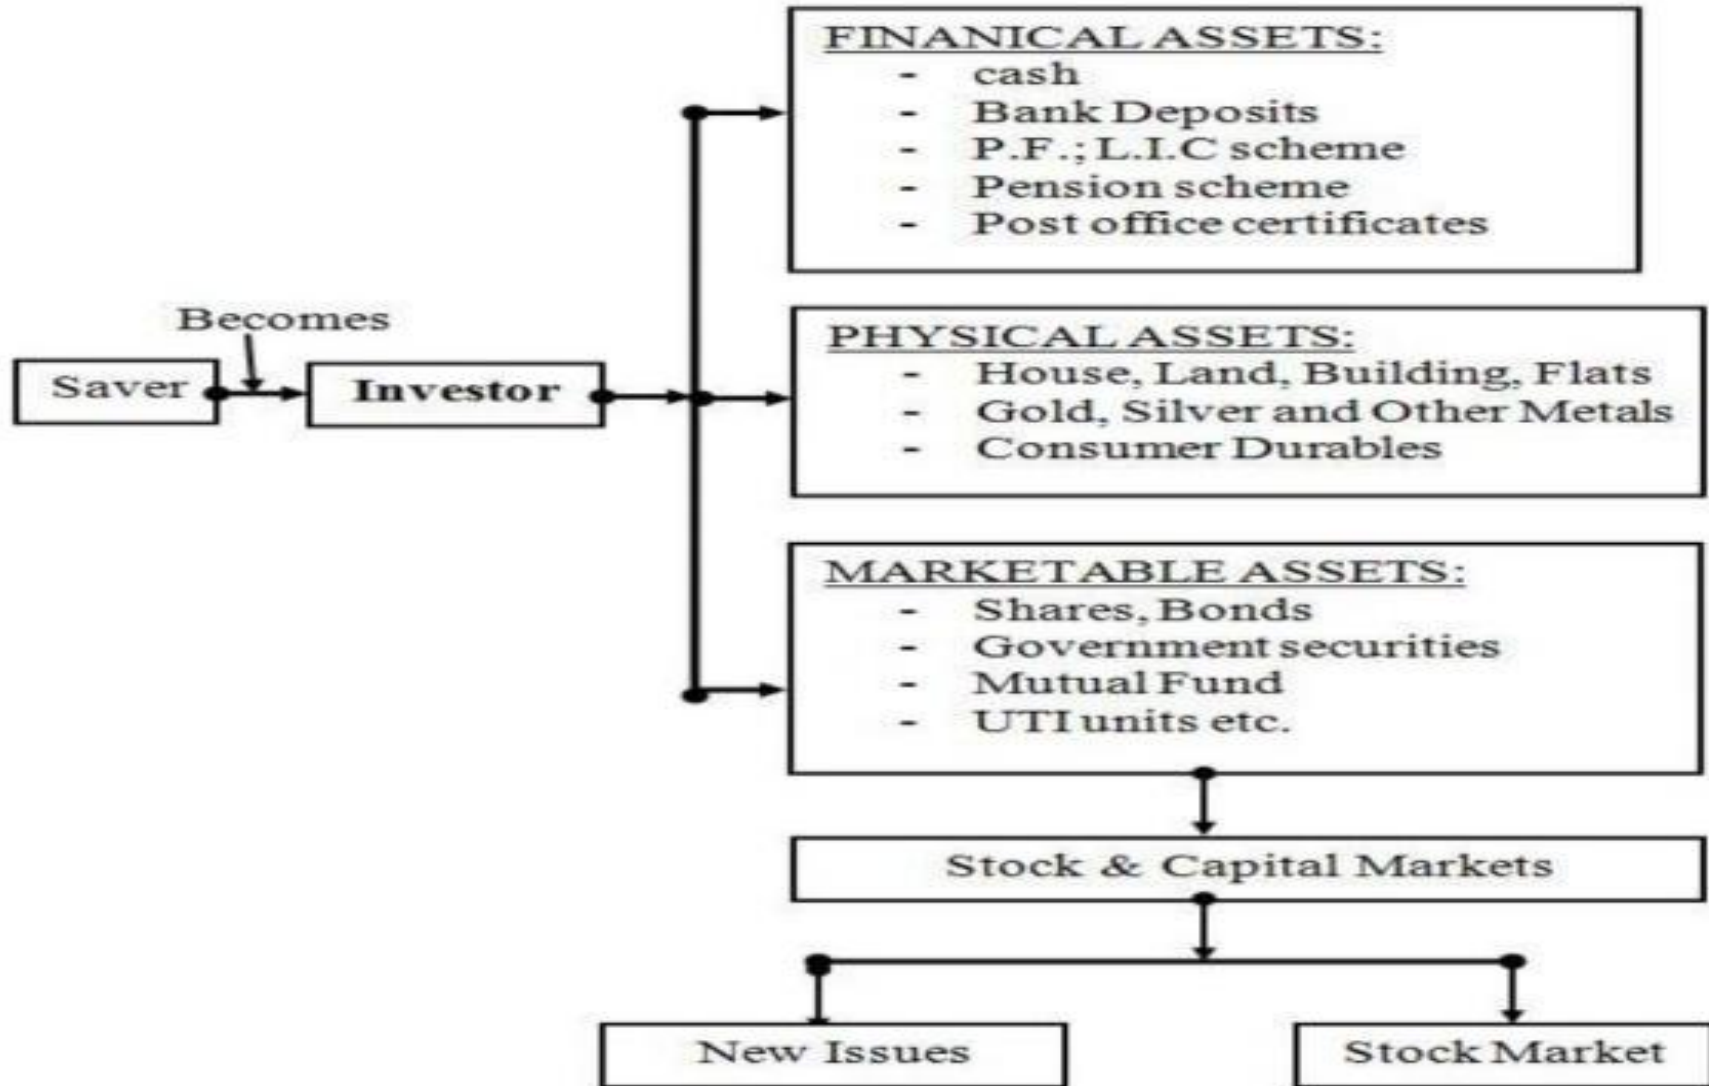 FINANICAL ASSETS:
- cash
- Bank Deposits
- P.F.; L.I.C scheme
- Pension scheme
- Post office certificates
Becomes
Saver
Investor
PHYSICAL ASSETS:
- House, Land, Building, Flats
- Gold, Silver and Other Metals
- Consumer Durables
MARKETABLE ASSETS:
- Shares, Bonds
- Government securities
- Mutual Fund
- UTI units etc.
Stock & Capital Markets
New Issues
Stock Market